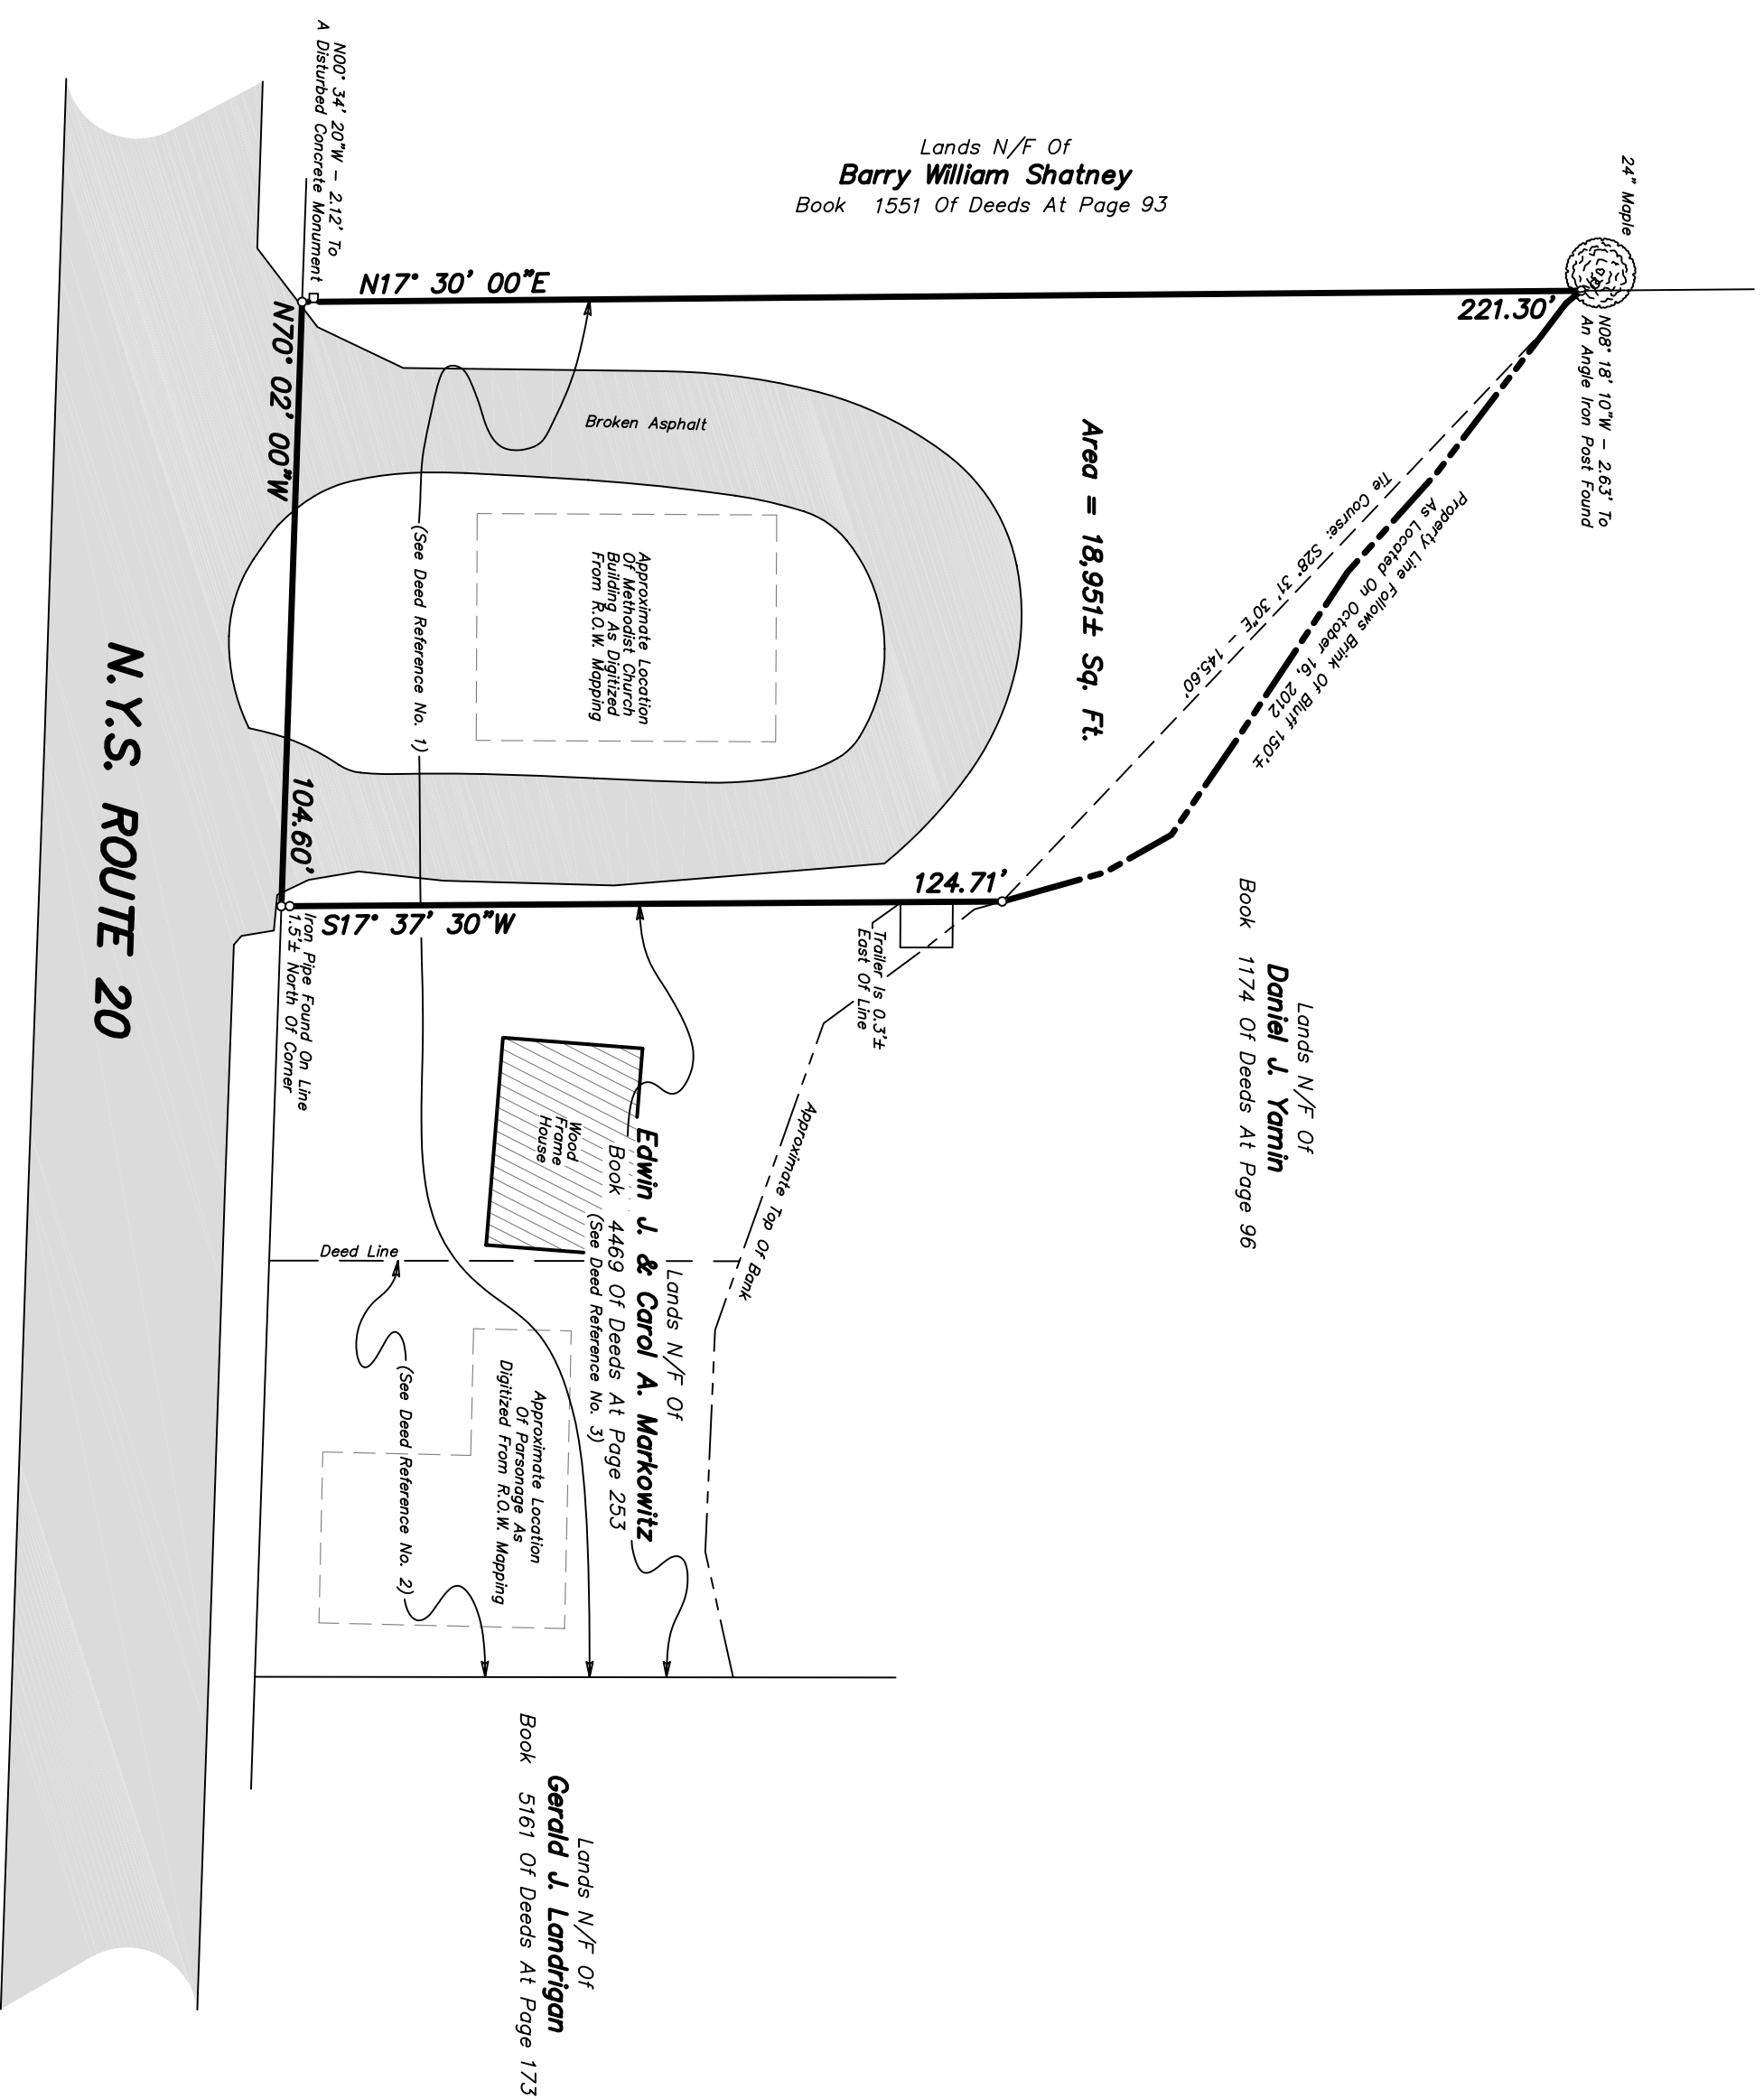 N00° 34' 20"W - 2.12' To
A Disturbed Concrete Monument
Lands N/F Of
Barry William Shatney
Book 1551 Of Deeds At Page 93
24" Maple
N17° 30' 00"E
221.30'
N08° 18' 10"W - 2.63' To
An Angle Iron Post Found
N70° 02' 00"W
104.60'
Broken Asphalt
Area = 18,951± Sq. Ft.
Tie Course: S28° 31' 30"E - 145.60'
Property Line Follows Brink Of Bluff 150'±
As Located On October 16, 2012
(See Deed Reference No. 1)
Approximate Location
Of Methodist Church
Building As Digitized
From R.O.W. Mapping
N.Y.S. ROUTE 20
S17° 37' 30"W
124.71'
Iron Pipe Found On Line
1.5'± North Of Corner
Trailer Is 0.3'±
East Of Line
Lands N/F Of
Daniel J. Yamin
Book 1174 Of Deeds At Page 96
Wood
Frame
House
Approximate Top Of Bank
Lands N/F Of
Edwin J. & Carol A. Markowitz
Book 4469 Of Deeds At Page 253
(See Deed Reference No. 3)
Deed Line
(See Deed Reference No. 2)
Approximate Location
Of Parsonage As
Digitized From R.O.W. Mapping
Lands N/F Of
Gerald J. Landrigan
Book 5161 Of Deeds At Page 173